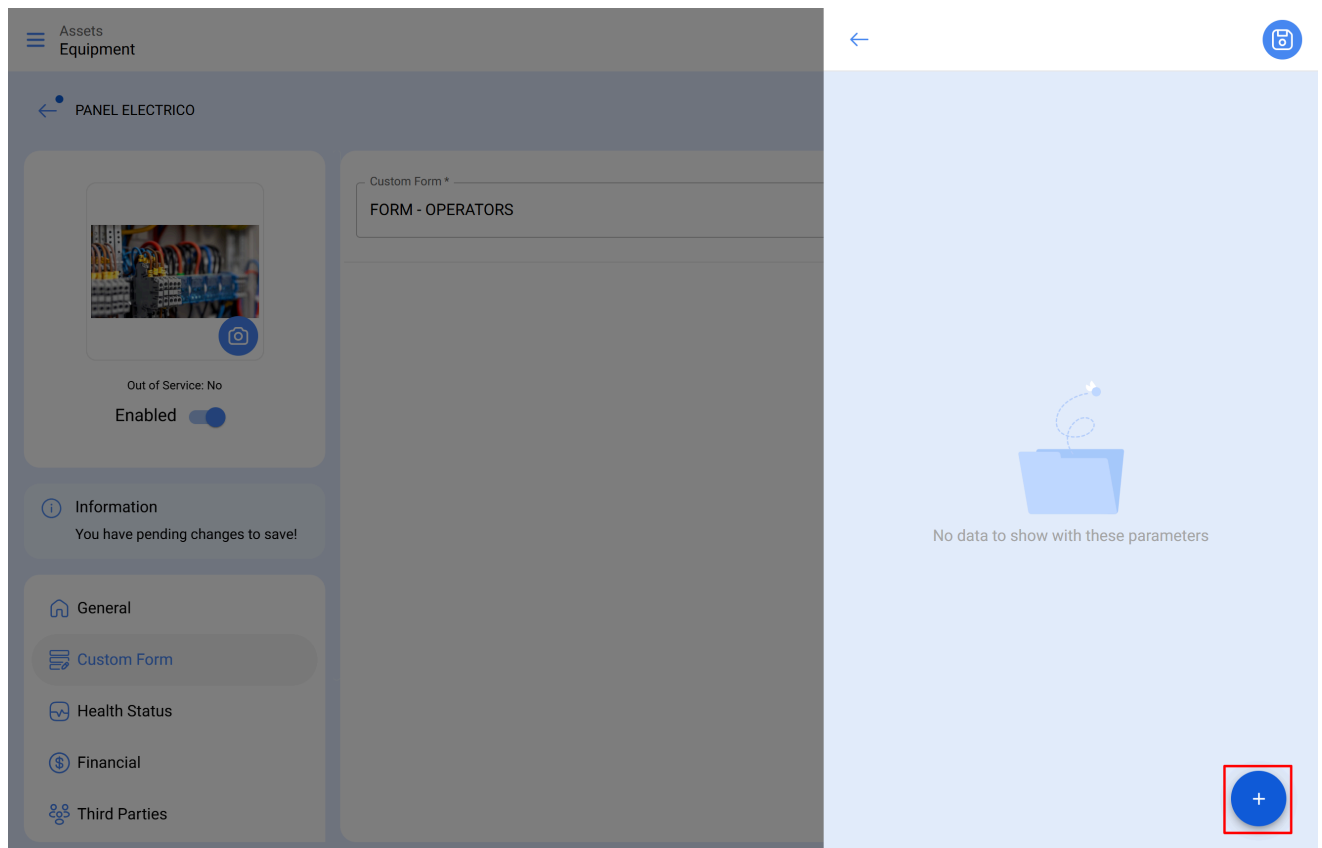 Assets
Equipment
PANEL ELECTRICO
Out of Service: No
Enabled
Information
You have pending changes to save!
General
Custom Form
Health Status
Financial
Third Parties
Custom Form *
FORM - OPERATORS
No data to show with these parameters